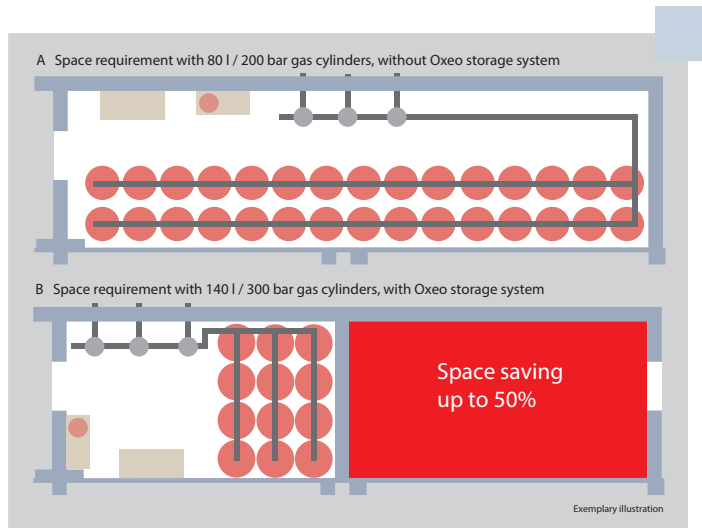 A Space requirement with 80 l / 200 bar gas cylinders, without Oxeo storage system
B Space requirement with 140 l / 300 bar gas cylinders, with Oxeo storage system
Space saving
up to 50%
Exemplary illustration